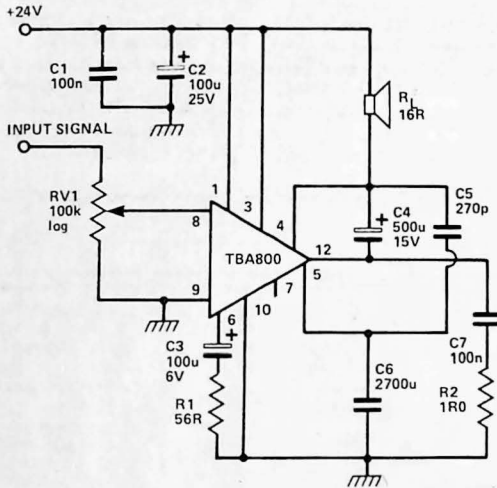 +24V
C1
100n
C2
100u
25V
R L
16R
INPUT SIGNAL
RV1
100k
log
1
3
4
8
12
5
7
9
10
6
TBA800
C4
500u
15V
C5
270p
C3
100u
6V
R1
56R
C6
2700u
C7
100n
R2
1R0